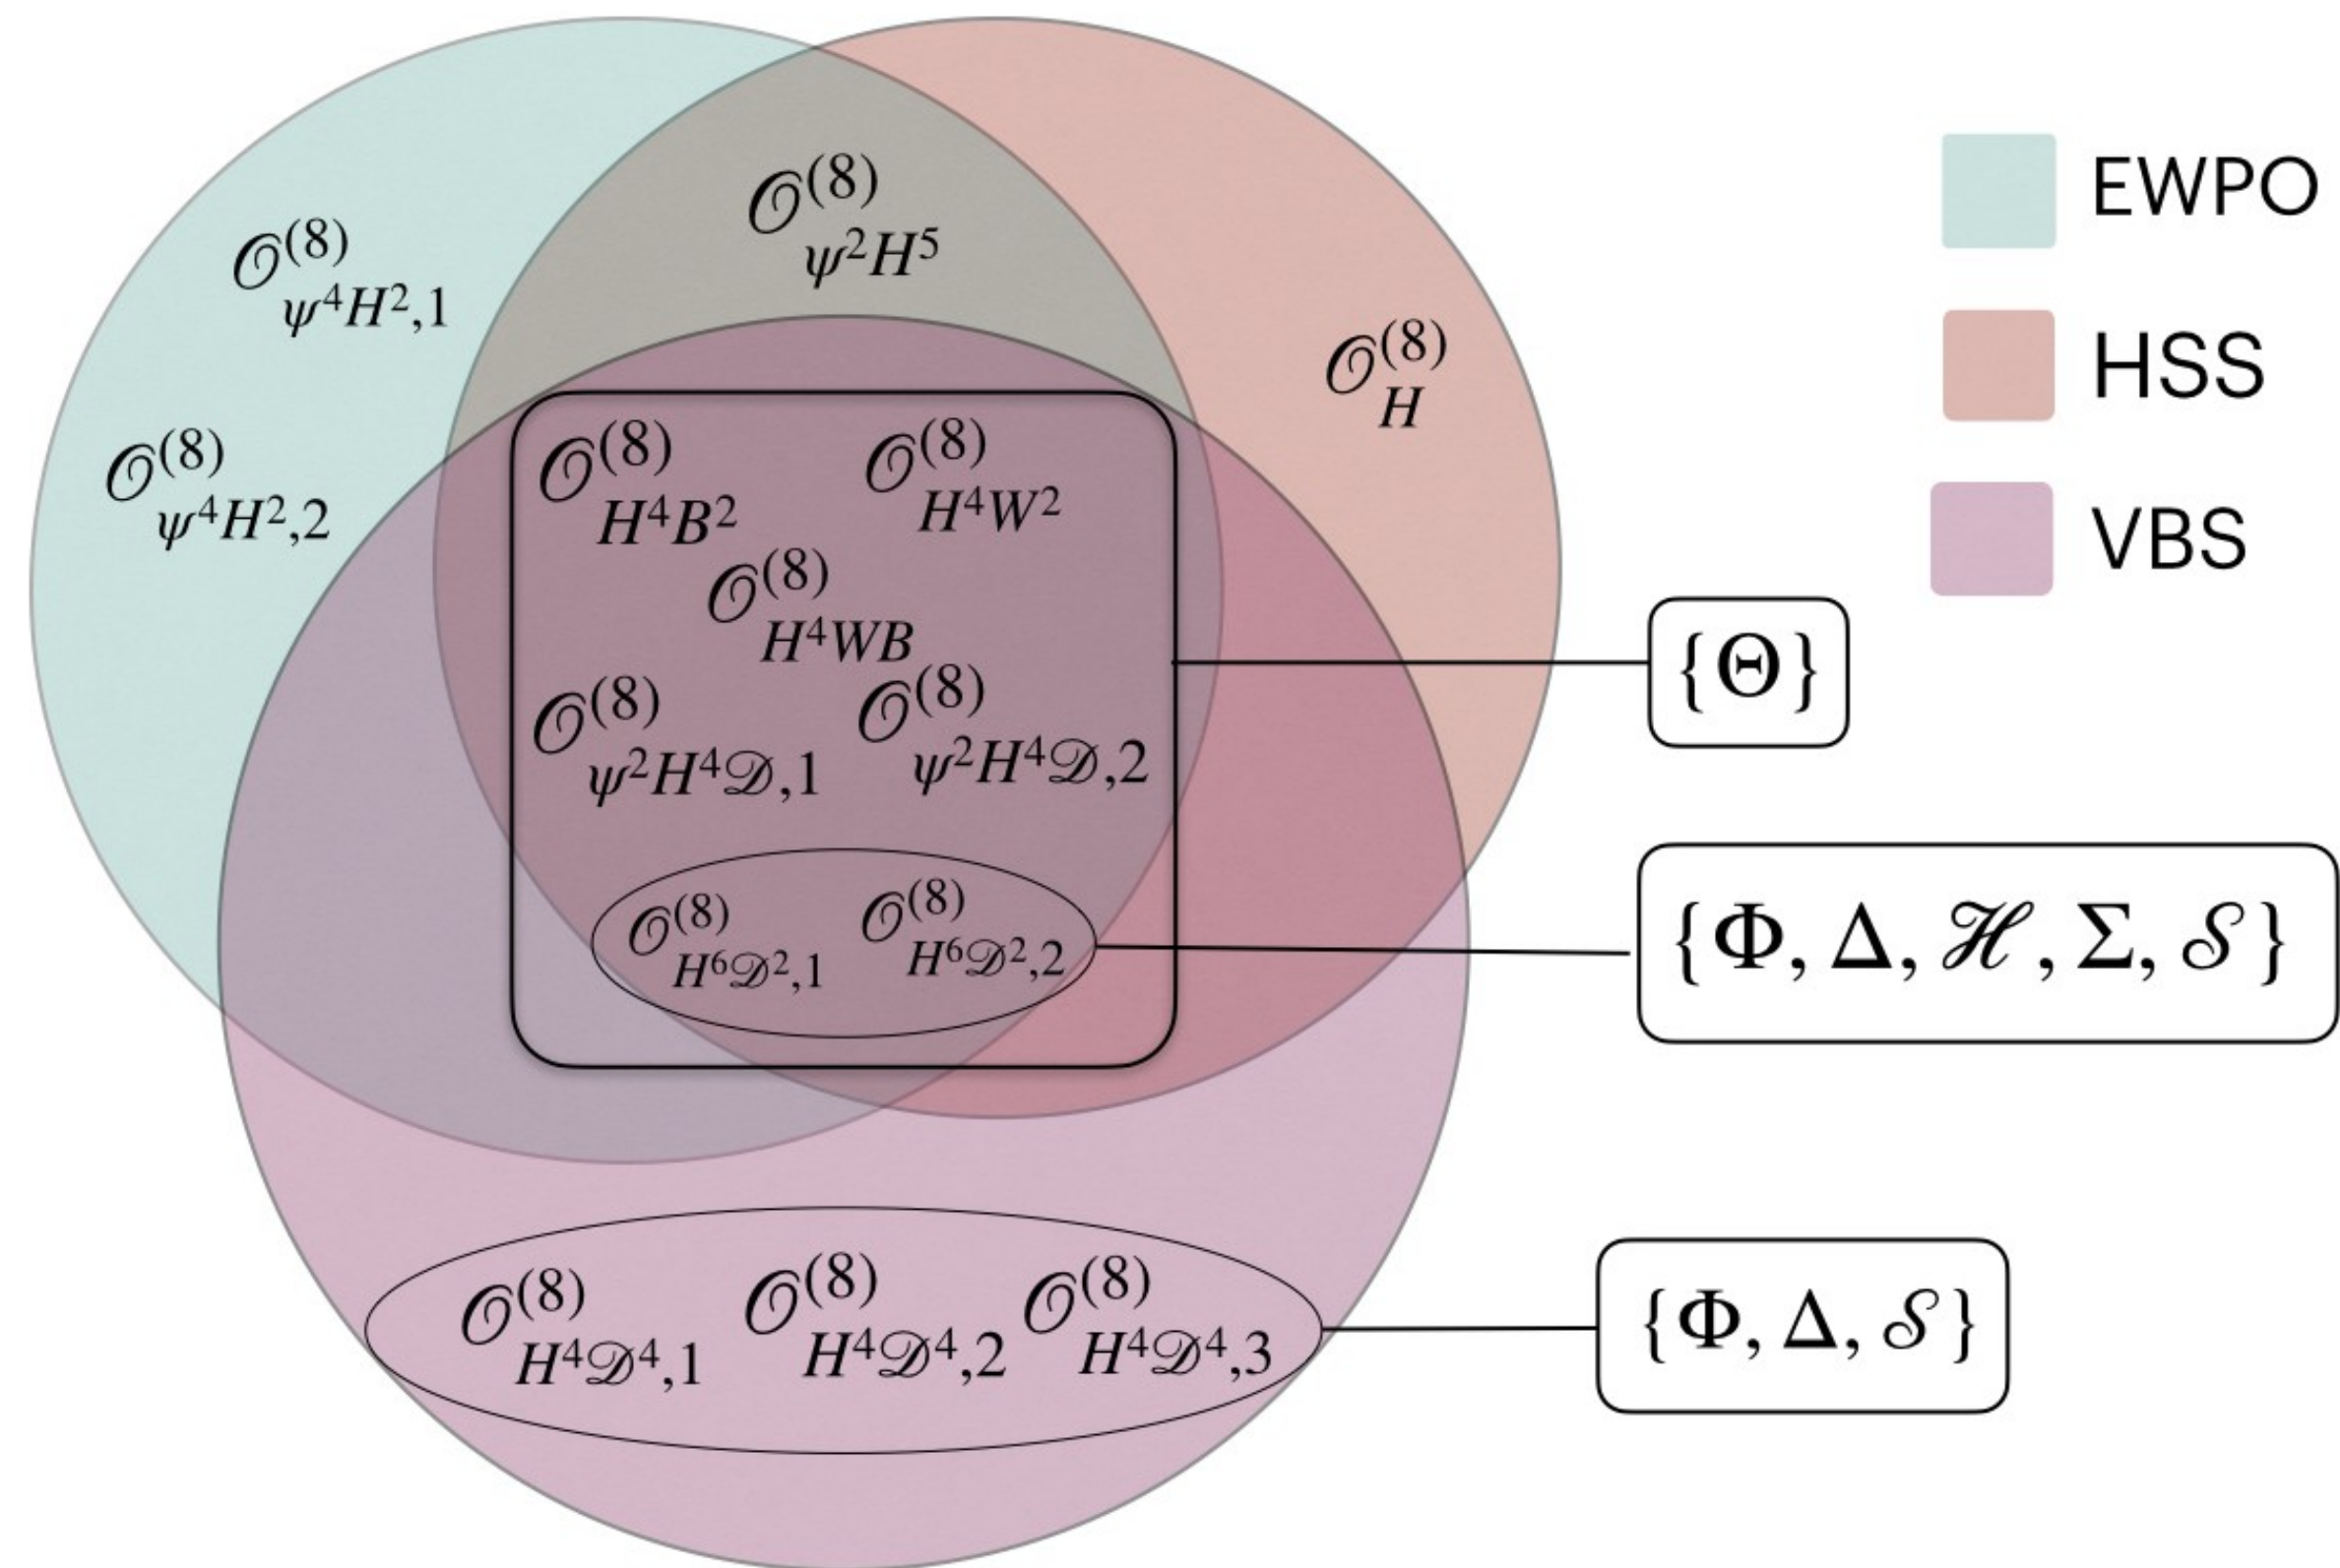 𝒪^{(8)}_{ψ²H⁵}
𝒪^{(8)}_{ψ⁴H²,1}
𝒪^{(8)}_H
𝒪^{(8)}_{ψ⁴H²,2}
𝒪^{(8)}_{H⁴B²} 𝒪^{(8)}_{H⁴W²}
𝒪^{(8)}_{H⁴WB}
𝒪^{(8)}_{ψ²H⁴𝒟,1} 𝒪^{(8)}_{ψ²H⁴𝒟,2}
𝒪^{(8)}_{H⁶𝒟²,1} 𝒪^{(8)}_{H⁶𝒟²,2}
𝒪^{(8)}_{H⁴𝒟⁴,1} 𝒪^{(8)}_{H⁴𝒟⁴,2} 𝒪^{(8)}_{H⁴𝒟⁴,3}
EWPO
HSS
VBS
{Θ}
{Φ, Δ, ℋ, Σ, 𝒮}
{Φ, Δ, 𝒮}